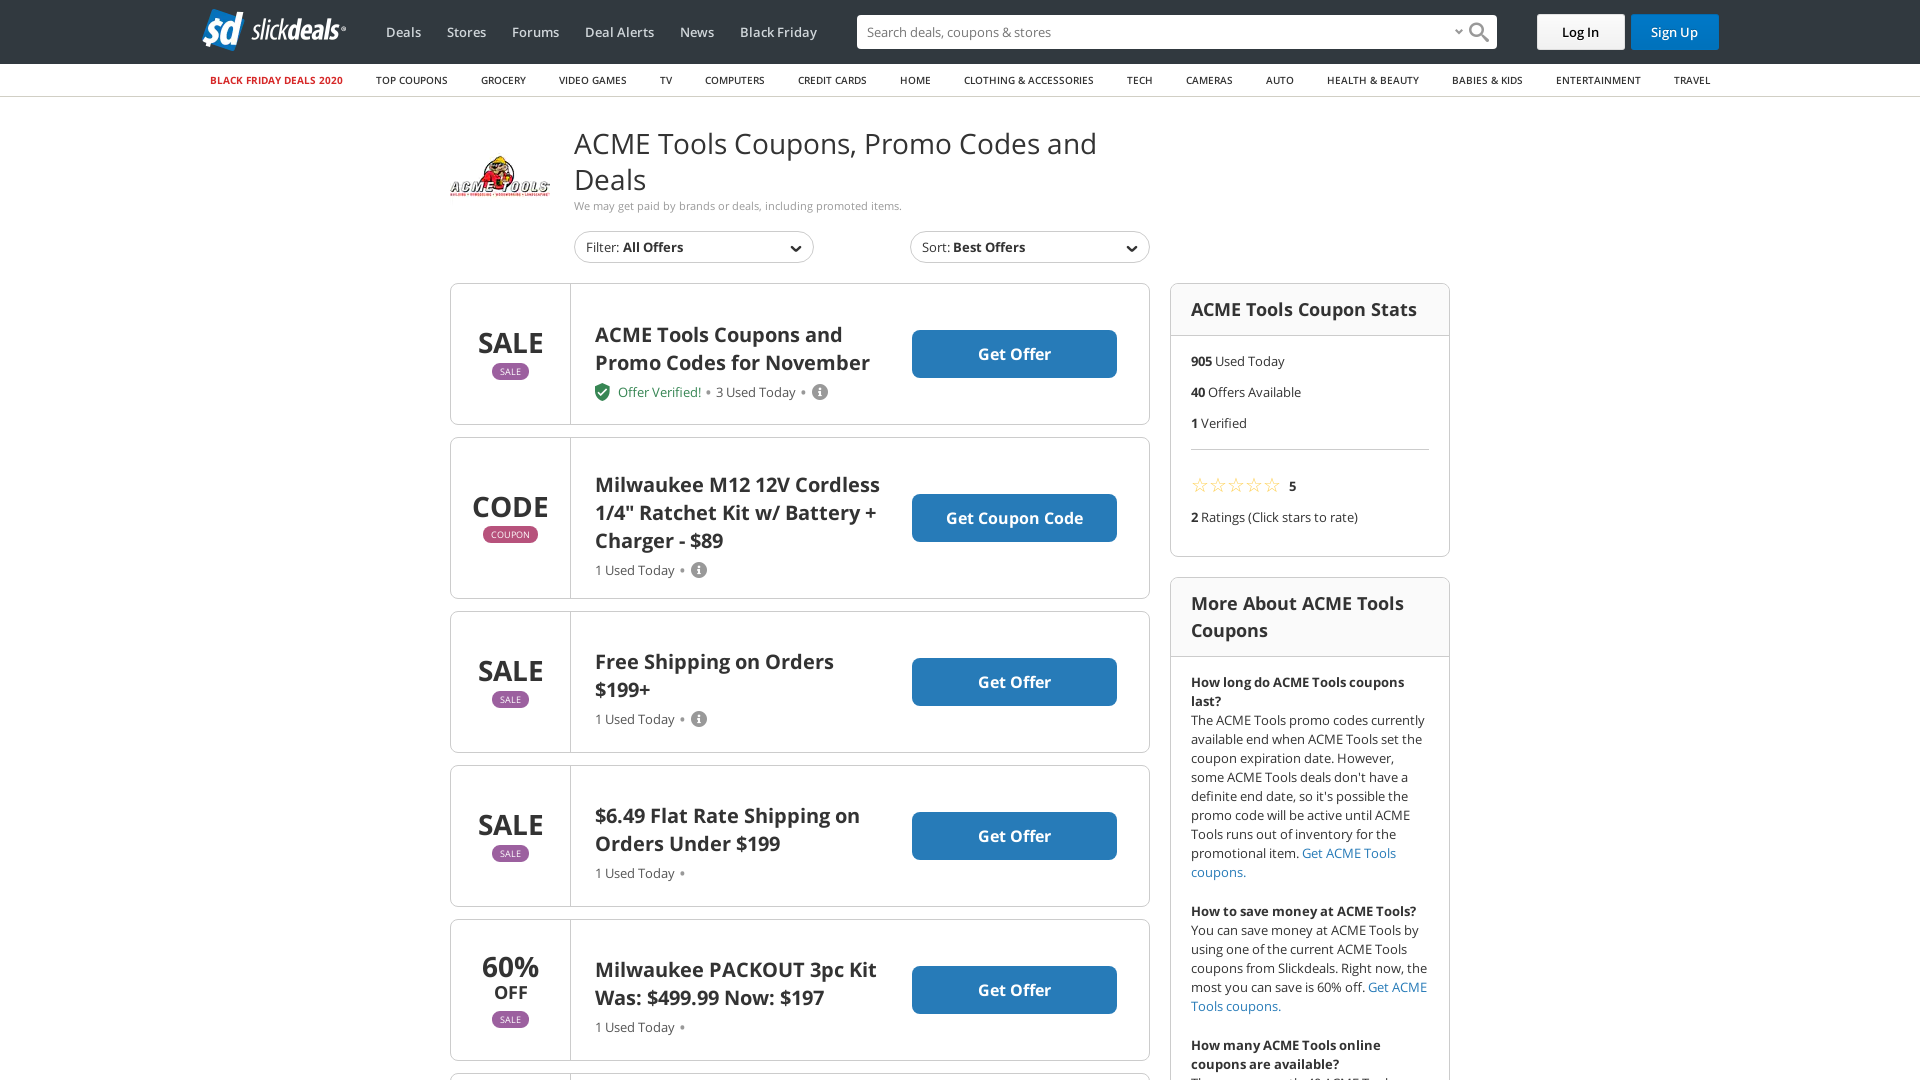 sd slickdeals
Deals Stores Forums Deal Alerts News Black Friday
Search deals, coupons & stores
Log In
Sign Up
BLACK FRIDAY DEALS 2020 TOP COUPONS GROCERY VIDEO GAMES TV COMPUTERS CREDIT CARDS HOME CLOTHING & ACCESSORIES TECH CAMERAS AUTO HEALTH & BEAUTY BABIES & KIDS ENTERTAINMENT TRAVEL
ACME TOOLS
ACME Tools Coupons, Promo Codes and
Deals
We may get paid by brands or deals, including promoted items.
Filter: All Offers
Sort: Best Offers
SALE
SALE
ACME Tools Coupons and
Promo Codes for November
Offer Verified! • 3 Used Today •
Get Offer
CODE
COUPON
Milwaukee M12 12V Cordless
1/4" Ratchet Kit w/ Battery +
Charger - $89
1 Used Today •
Get Coupon Code
SALE
SALE
Free Shipping on Orders
$199+
1 Used Today •
Get Offer
SALE
SALE
$6.49 Flat Rate Shipping on
Orders Under $199
1 Used Today •
Get Offer
60%
OFF
SALE
Milwaukee PACKOUT 3pc Kit
Was: $499.99 Now: $197
1 Used Today •
Get Offer
ACME Tools Coupon Stats
905 Used Today
40 Offers Available
1 Verified
☆☆☆☆☆ 5
2 Ratings (Click stars to rate)
More About ACME Tools
Coupons
How long do ACME Tools coupons
last?
The ACME Tools promo codes currently
available end when ACME Tools set the
coupon expiration date. However,
some ACME Tools deals don't have a
definite end date, so it's possible the
promo code will be active until ACME
Tools runs out of inventory for the
promotional item. Get ACME Tools
coupons.
How to save money at ACME Tools?
You can save money at ACME Tools by
using one of the current ACME Tools
coupons from Slickdeals. Right now, the
most you can save is 60% off. Get ACME
Tools coupons.
How many ACME Tools online
coupons are available?